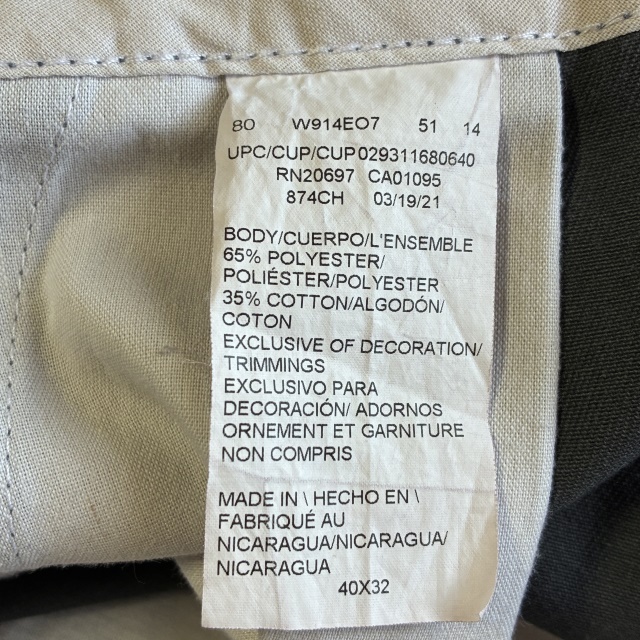 80 W914EO7 51 14
UPC/CUP/CUP029311680640
RN20697 CA01095
874CH 03/19/21
BODY/CUERPO/L'ENSEMBLE
65% POLYESTER/
POLIÉSTER/POLYESTER
35% COTTON/ALGODÓN/
COTON
EXCLUSIVE OF DECORATION/
TRIMMINGS
EXCLUSIVO PARA
DECORACIÓN/ ADORNOS
ORNEMENT ET GARNITURE
NON COMPRIS
MADE IN \ HECHO EN \
FABRIQUÉ AU
NICARAGUA/NICARAGUA/
NICARAGUA
40X32